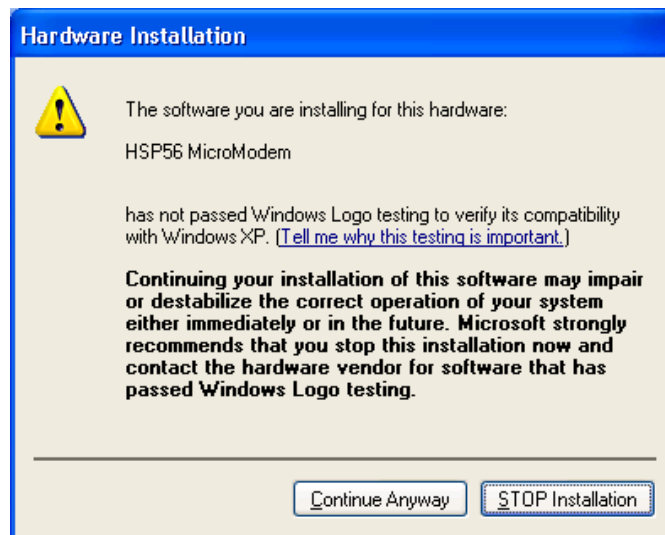 Hardware Installation
The software you are installing for this hardware:
HSP56 MicroModem
has not passed Windows Logo testing to verify its compatibility
with Windows XP. (Tell me why this testing is important.)
Continuing your installation of this software may impair
or destabilize the correct operation of your system
either immediately or in the future. Microsoft strongly
recommends that you stop this installation now and
contact the hardware vendor for software that has
passed Windows Logo testing.
Continue Anyway STOP Installation